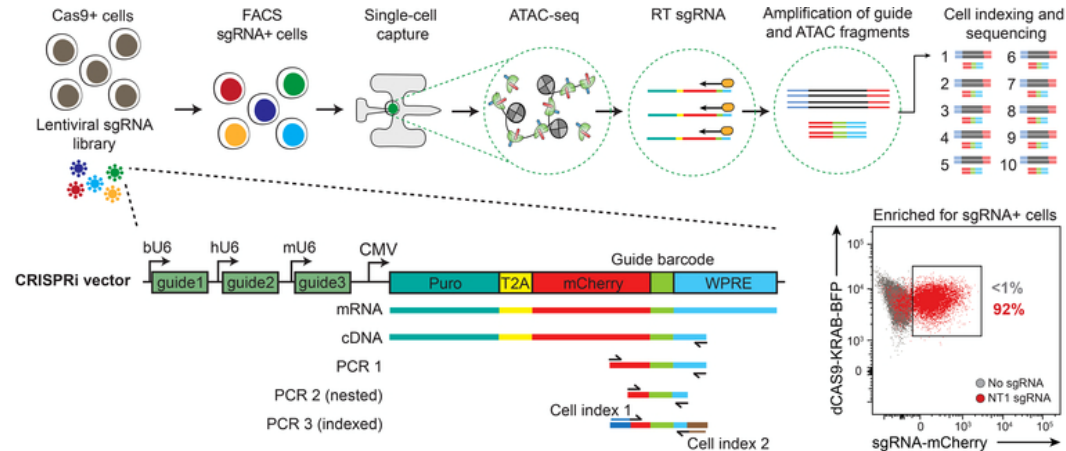 Cas9+ cells
FACS
sgRNA+ cells
Single-cell
capture
ATAC-seq
RT sgRNA
Amplification of guide
and ATAC fragments
Cell indexing and
sequencing
1
6
2
7
3
8
4
9
5
10
Lentiviral sgRNA
library
bU6
hU6
mU6
CMV
Guide barcode
CRISPRi vector
guide1
guide2
guide3
Puro
T2A
mCherry
WPRE
mRNA
cDNA
PCR 1
PCR 2 (nested)
Cell index 1
PCR 3 (indexed)
Cell index 2
Enriched for sgRNA+ cells
dCAS9-KRAB-BFP
10⁵
10⁴
10³
0
<1%
92%
No sgRNA
NT1 sgRNA
0
10³
10⁴
10⁵
sgRNA-mCherry